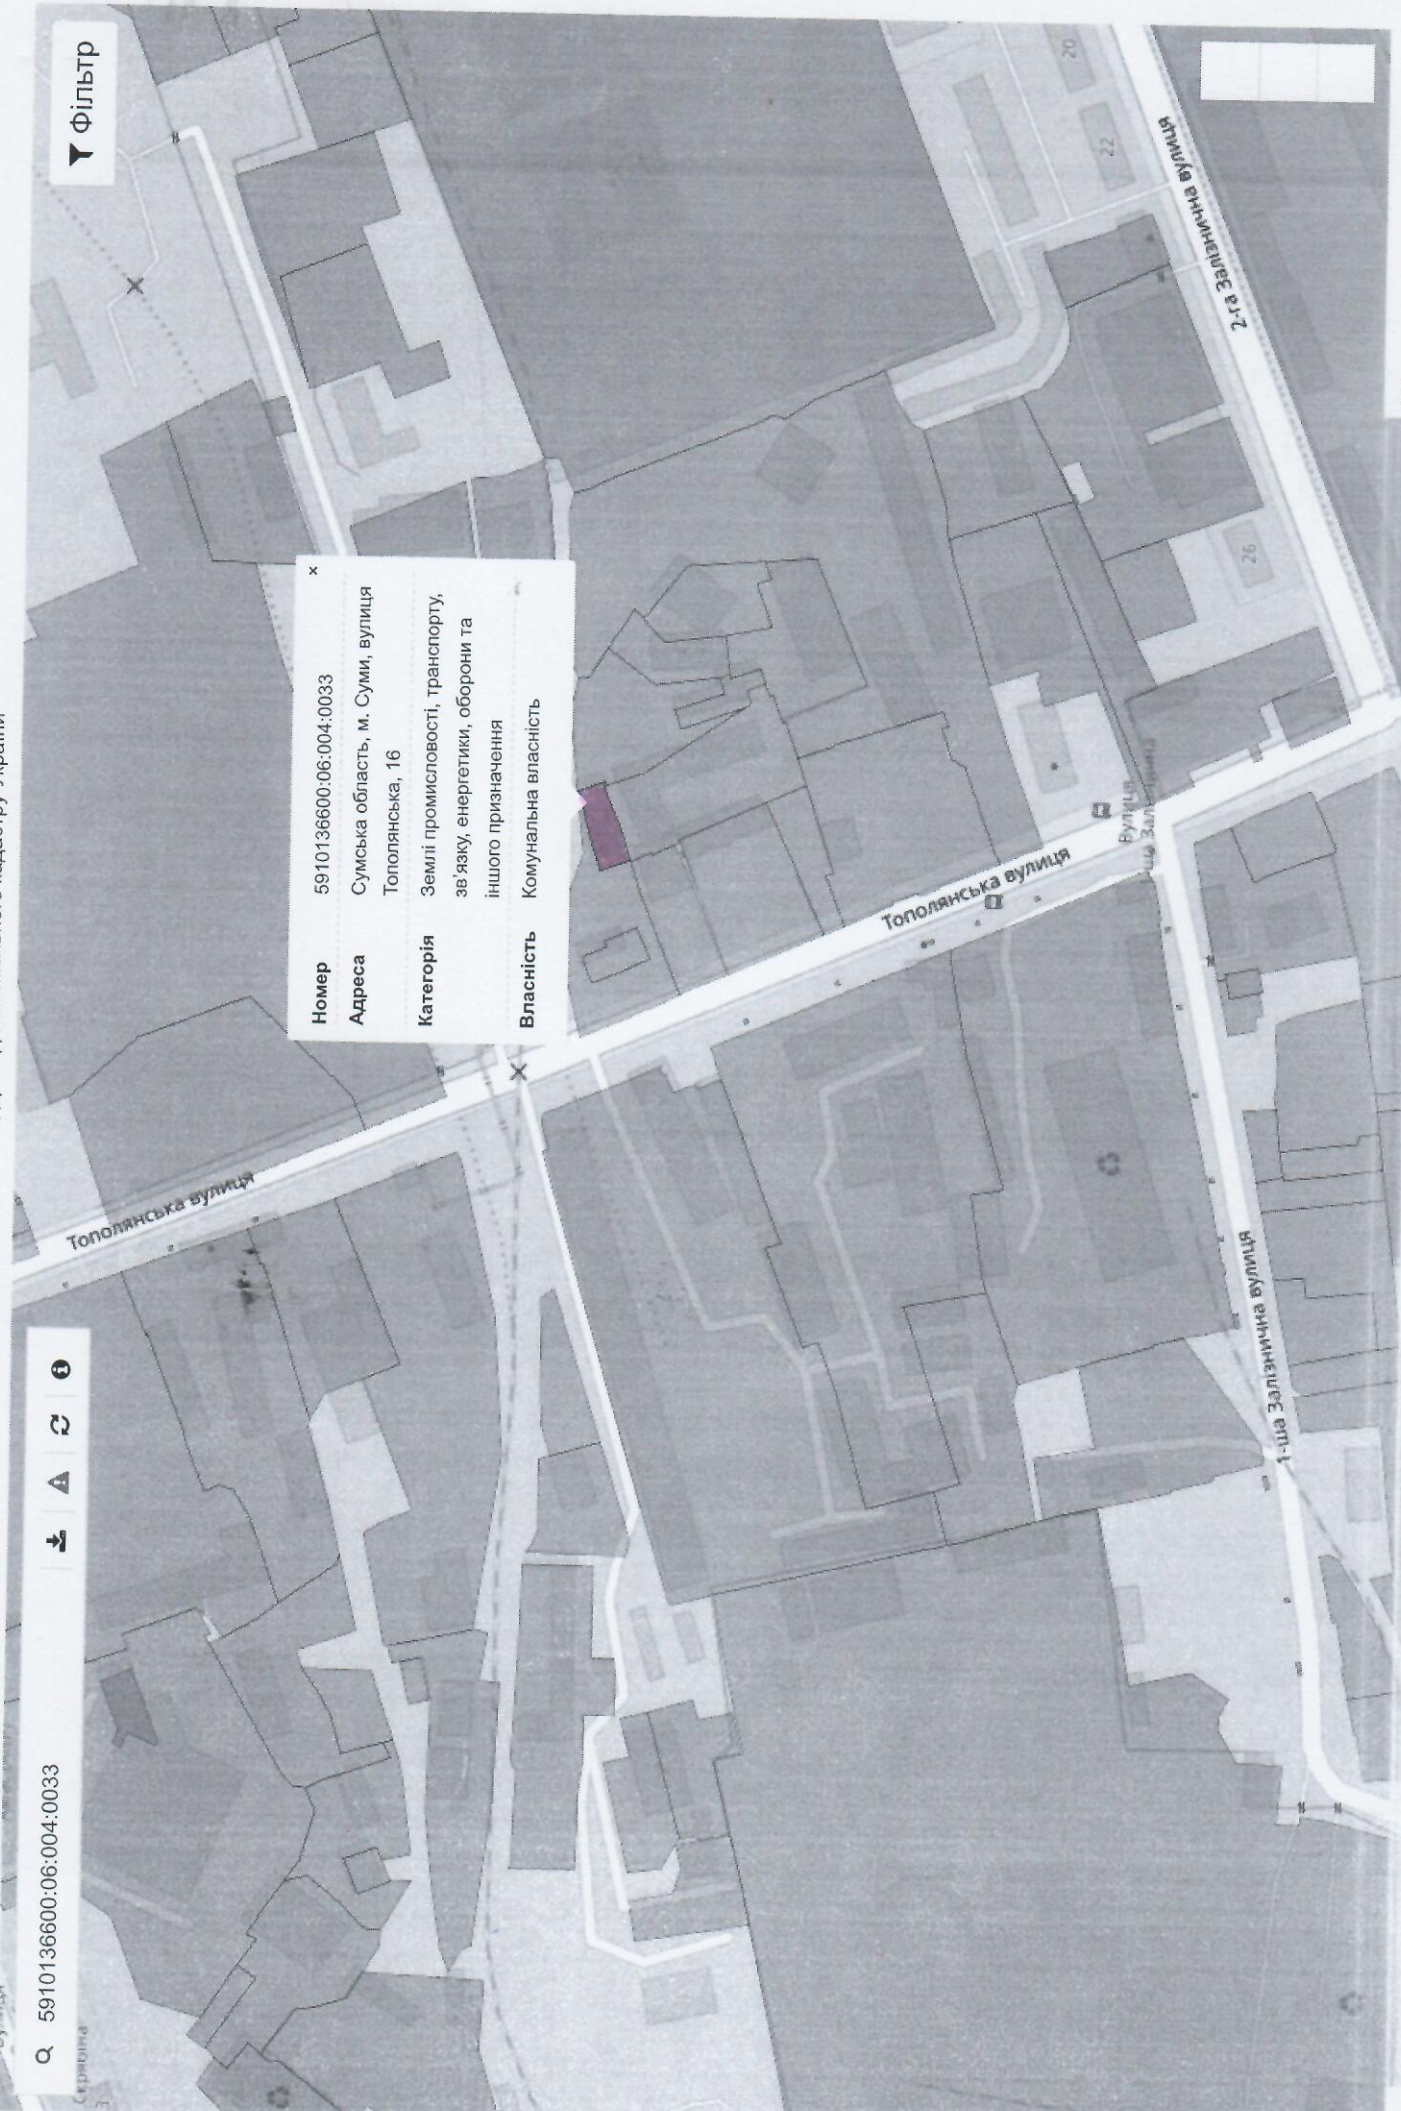 5910136600:06:004:0033
Фільтр
Номер 5910136600:06:004:0033 ×
Адреса Сумська область, м. Суми, вулиця
Тополянська, 16
Категорія Землі промисловості, транспорту,
зв'язку, енергетики, оборони та
іншого призначення
Власність Комунальна власність
Тополянська вулиця
Тополянська вулиця
1-ша Залізнична вулиця
2-га Залізнична вулиця
Вулиця
20
22
26
3